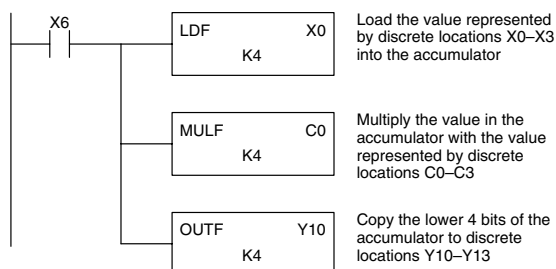 X6
LDF X0
K4
Load the value represented
by discrete locations X0–X3
into the accumulator
MULF C0
K4
Multiply the value in the
accumulator with the value
represented by discrete
locations C0–C3
OUTF Y10
K4
Copy the lower 4 bits of the
accumulator to discrete
locations Y10–Y13